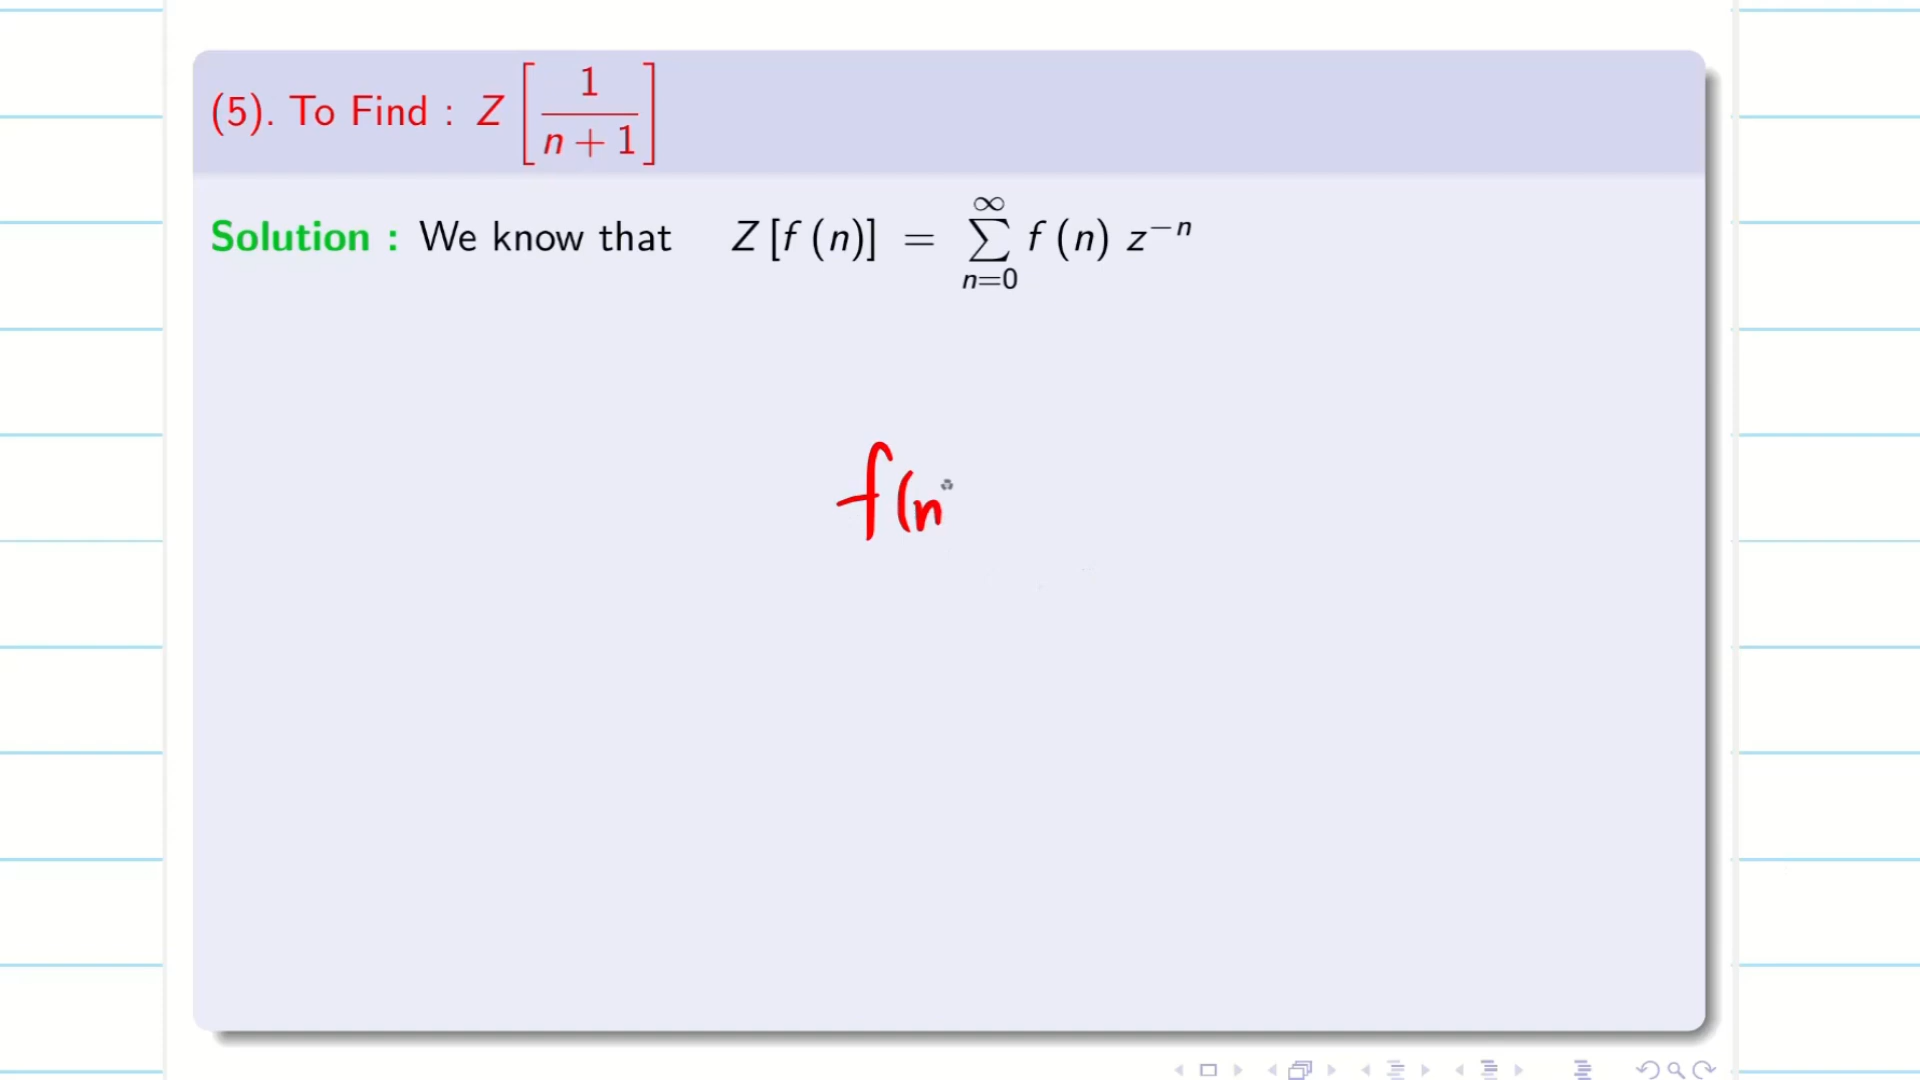 (5). To Find : Z [ 1 / (n + 1) ]
Solution : We know that Z [f (n)] = ∑_{n=0}^{∞} f (n) z^{−n}
f(n